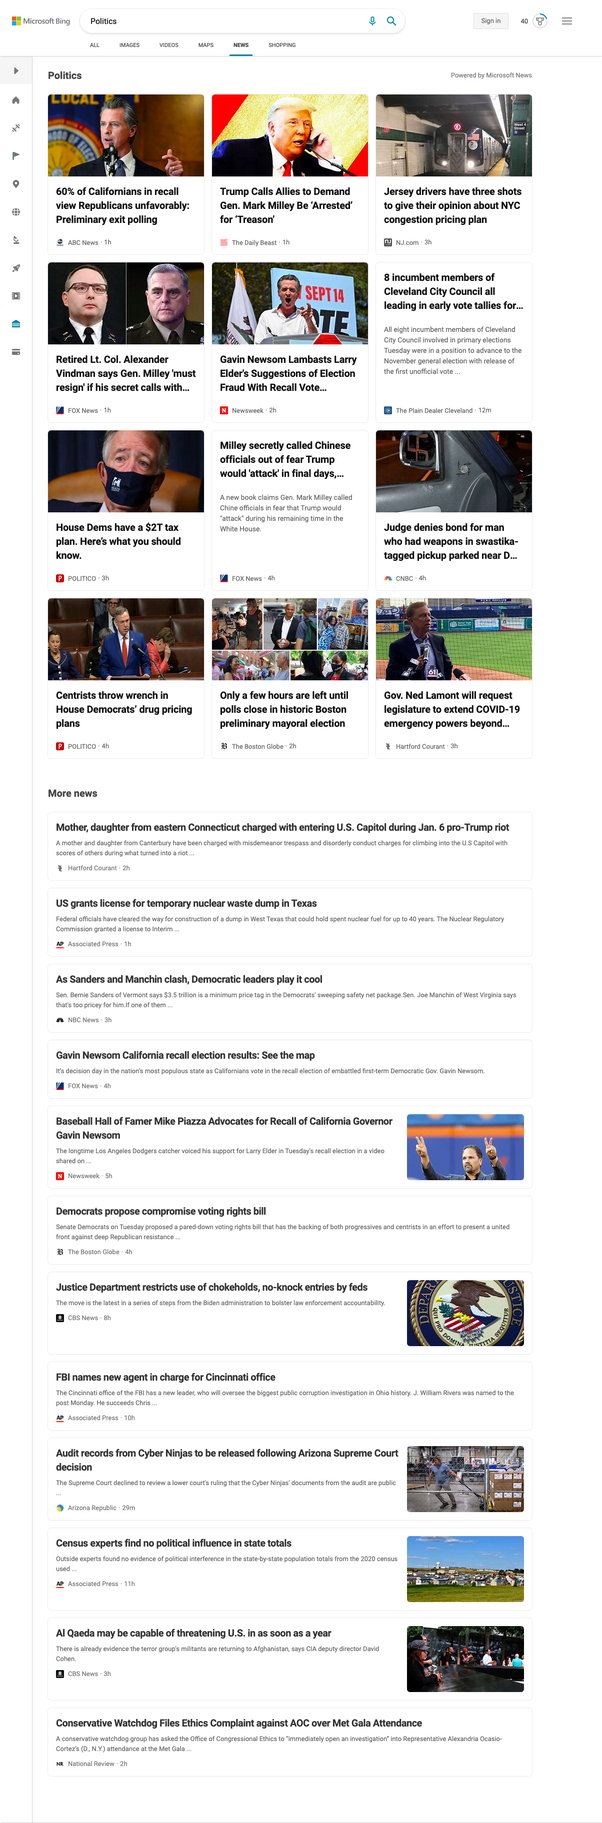 Microsoft Bing
Politics
Sign in
40
ALL
IMAGES
VIDEOS
MAPS
NEWS
SHOPPING
Politics
Powered by Microsoft News
LOCAL
60% of Californians in recall
view Republicans unfavorably:
Preliminary exit polling
ABC News · 1h
Trump Calls Allies to Demand
Gen. Mark Milley Be ‘Arrested’
for ‘Treason’
The Daily Beast · 1h
Jersey drivers have three shots
to give their opinion about NYC
congestion pricing plan
NJ.com · 3h
Retired Lt. Col. Alexander
Vindman says Gen. Milley 'must
resign' if his secret calls with...
FOX News · 1h
SEPT 14
Gavin Newsom Lambasts Larry
Elder's Suggestions of Election
Fraud With Recall Vote...
Newsweek · 2h
8 incumbent members of
Cleveland City Council all
leading in early vote tallies for...
All eight incumbent members of Cleveland
City Council involved in primary elections
Tuesday were in a position to advance to the
November general election with release of
the first unofficial vote ...
The Plain Dealer Cleveland · 12m
House Dems have a $2T tax
plan. Here’s what you should
know.
POLITICO · 3h
Milley secretly called Chinese
officials out of fear Trump
would 'attack' in final days,...
A new book claims Gen. Mark Milley called
Chine officials in fear that Trump would
"attack" during his remaining time in the
White House.
FOX News · 4h
Judge denies bond for man
who had weapons in swastika-
tagged pickup parked near D...
CNBC · 4h
Centrists throw wrench in
House Democrats’ drug pricing
plans
POLITICO · 4h
Only a few hours are left until
polls close in historic Boston
preliminary mayoral election
The Boston Globe · 2h
Gov. Ned Lamont will request
legislature to extend COVID-19
emergency powers beyond...
Hartford Courant · 3h
More news
Mother, daughter from eastern Connecticut charged with entering U.S. Capitol during Jan. 6 pro-Trump riot
A mother and daughter from Canterbury have been charged with misdemeanor trespass and disorderly conduct charges for climbing into the U.S Capitol with
scores of others during what turned into a riot ...
Hartford Courant · 2h
US grants license for temporary nuclear waste dump in Texas
Federal officials have cleared the way for construction of a dump in West Texas that could hold spent nuclear fuel for up to 40 years. The Nuclear Regulatory
Commission granted a license to Interim ...
AP Associated Press · 1h
As Sanders and Manchin clash, Democratic leaders play it cool
Sen. Bernie Sanders of Vermont says $3.5 trillion is a minimum price tag in the Democrats' sweeping safety net package.Sen. Joe Manchin of West Virginia says
that's too pricey for him.If one of them ...
NBC News · 3h
Gavin Newsom California recall election results: See the map
It's decision day in the nation's most populous state as Californians vote in the recall election of embattled first-term Democratic Gov. Gavin Newsom.
FOX News · 4h
Baseball Hall of Famer Mike Piazza Advocates for Recall of California Governor
Gavin Newsom
The longtime Los Angeles Dodgers catcher voiced his support for Larry Elder in Tuesday's recall election in a video
shared on ...
Newsweek · 5h
Democrats propose compromise voting rights bill
Senate Democrats on Tuesday proposed a pared-down voting rights bill that has the backing of both progressives and centrists in an effort to present a united
front against deep Republican resistance ...
The Boston Globe · 4h
Justice Department restricts use of chokeholds, no-knock entries by feds
The move is the latest in a series of steps from the Biden administration to bolster law enforcement accountability.
CBS News · 8h
FBI names new agent in charge for Cincinnati office
The Cincinnati office of the FBI has a new leader, who will oversee the biggest public corruption investigation in Ohio history. J. William Rivers was named to the
post Monday. He succeeds Chris ...
AP Associated Press · 10h
Audit records from Cyber Ninjas to be released following Arizona Supreme Court
decision
The Supreme Court declined to review a lower court's ruling that the Cyber Ninjas' documents from the audit are public
...
Arizona Republic · 29m
Census experts find no political influence in state totals
Outside experts found no evidence of political interference in the state-by-state population totals from the 2020 census
used ...
AP Associated Press · 11h
Al Qaeda may be capable of threatening U.S. in as soon as a year
There is already evidence the terror group's militants are returning to Afghanistan, says CIA deputy director David
Cohen.
CBS News · 3h
Conservative Watchdog Files Ethics Complaint against AOC over Met Gala Attendance
A conservative watchdog group has asked the Office of Congressional Ethics to “immediately open an investigation” into Representative Alexandria Ocasio-
Cortez’s (D., N.Y.) attendance at the Met Gala ...
NR National Review · 2h